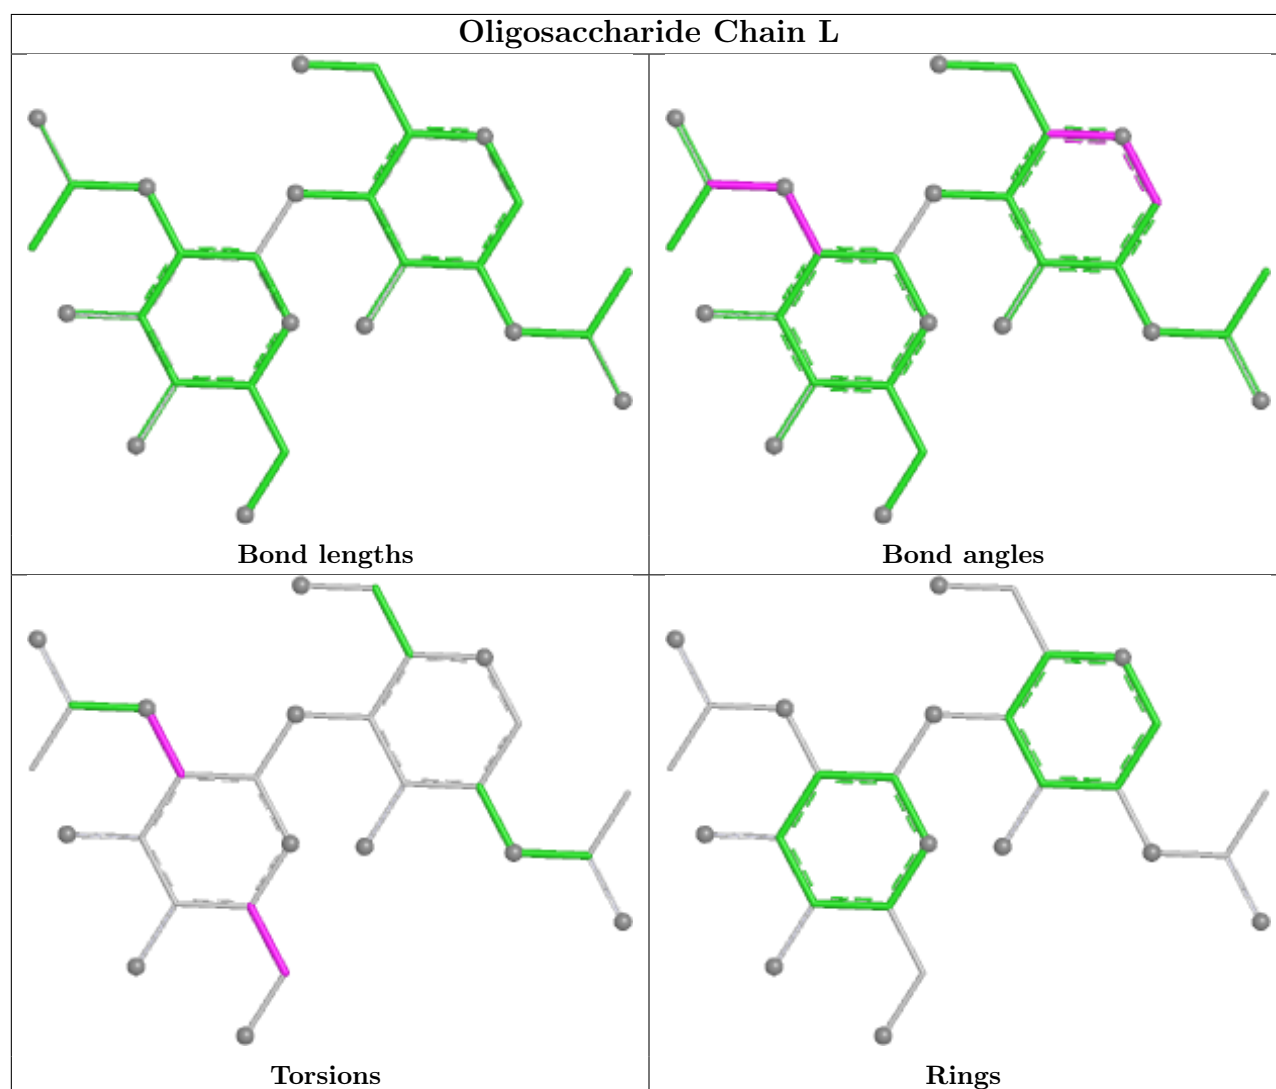 Oligosaccharide Chain L
Bond lengths
Bond angles
Torsions
Rings